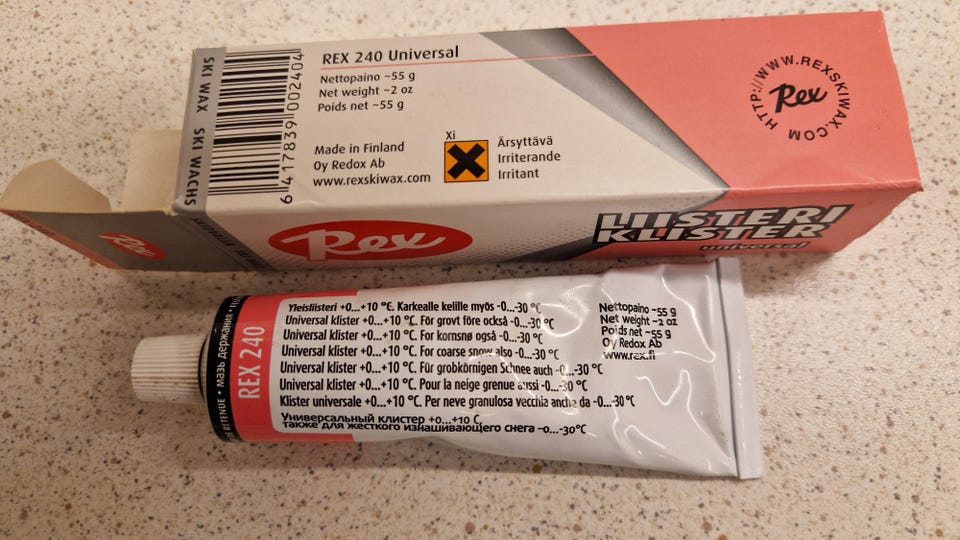 SKI WAX SKI WACHS
6 417839 002404
REX 240 Universal
Nettopaino ~55 g
Net weight ~2 oz
Poids net ~55 g
Made in Finland
Oy Redox Ab
www.rexskiwax.com
Xi
Ärsyttävä
Irriterande
Irritant
HTTP://WWW.REXSKIWAX.COM
Rex
Rex
Rex
LIISTERI
KLISTER
universal
REX 240
DE RETENUE • мазь держания •
Yleisliisteri +0...+10 °C. Karkealle kelille myös -0...-30 °C
Universal klister +0...+10 °C. För grovt före också -0...-30 °C
Universal klister +0...+10 °C. For kornsnø også -0...-30 °C
Universal klister +0...+10 °C. For coarse snow also -0...-30 °C
Universal klister +0...+10 °C. Für grobkörnigen Schnee auch -0...-30 °C
Universal klister +0...+10 °C. Pour la neige grenue aussi -0...-30 °C
Klister universale +0...+10 °C. Per neve granulosa vecchia anche da -0...-30 °C
Универсальный клистер +0...+10 C,
также для жесткого изнашивающего снега -0...-30°C
Nettopaino ~55 g
Net weight ~2 oz
Poids net ~55 g
Oy Redox Ab
www.rex.fi